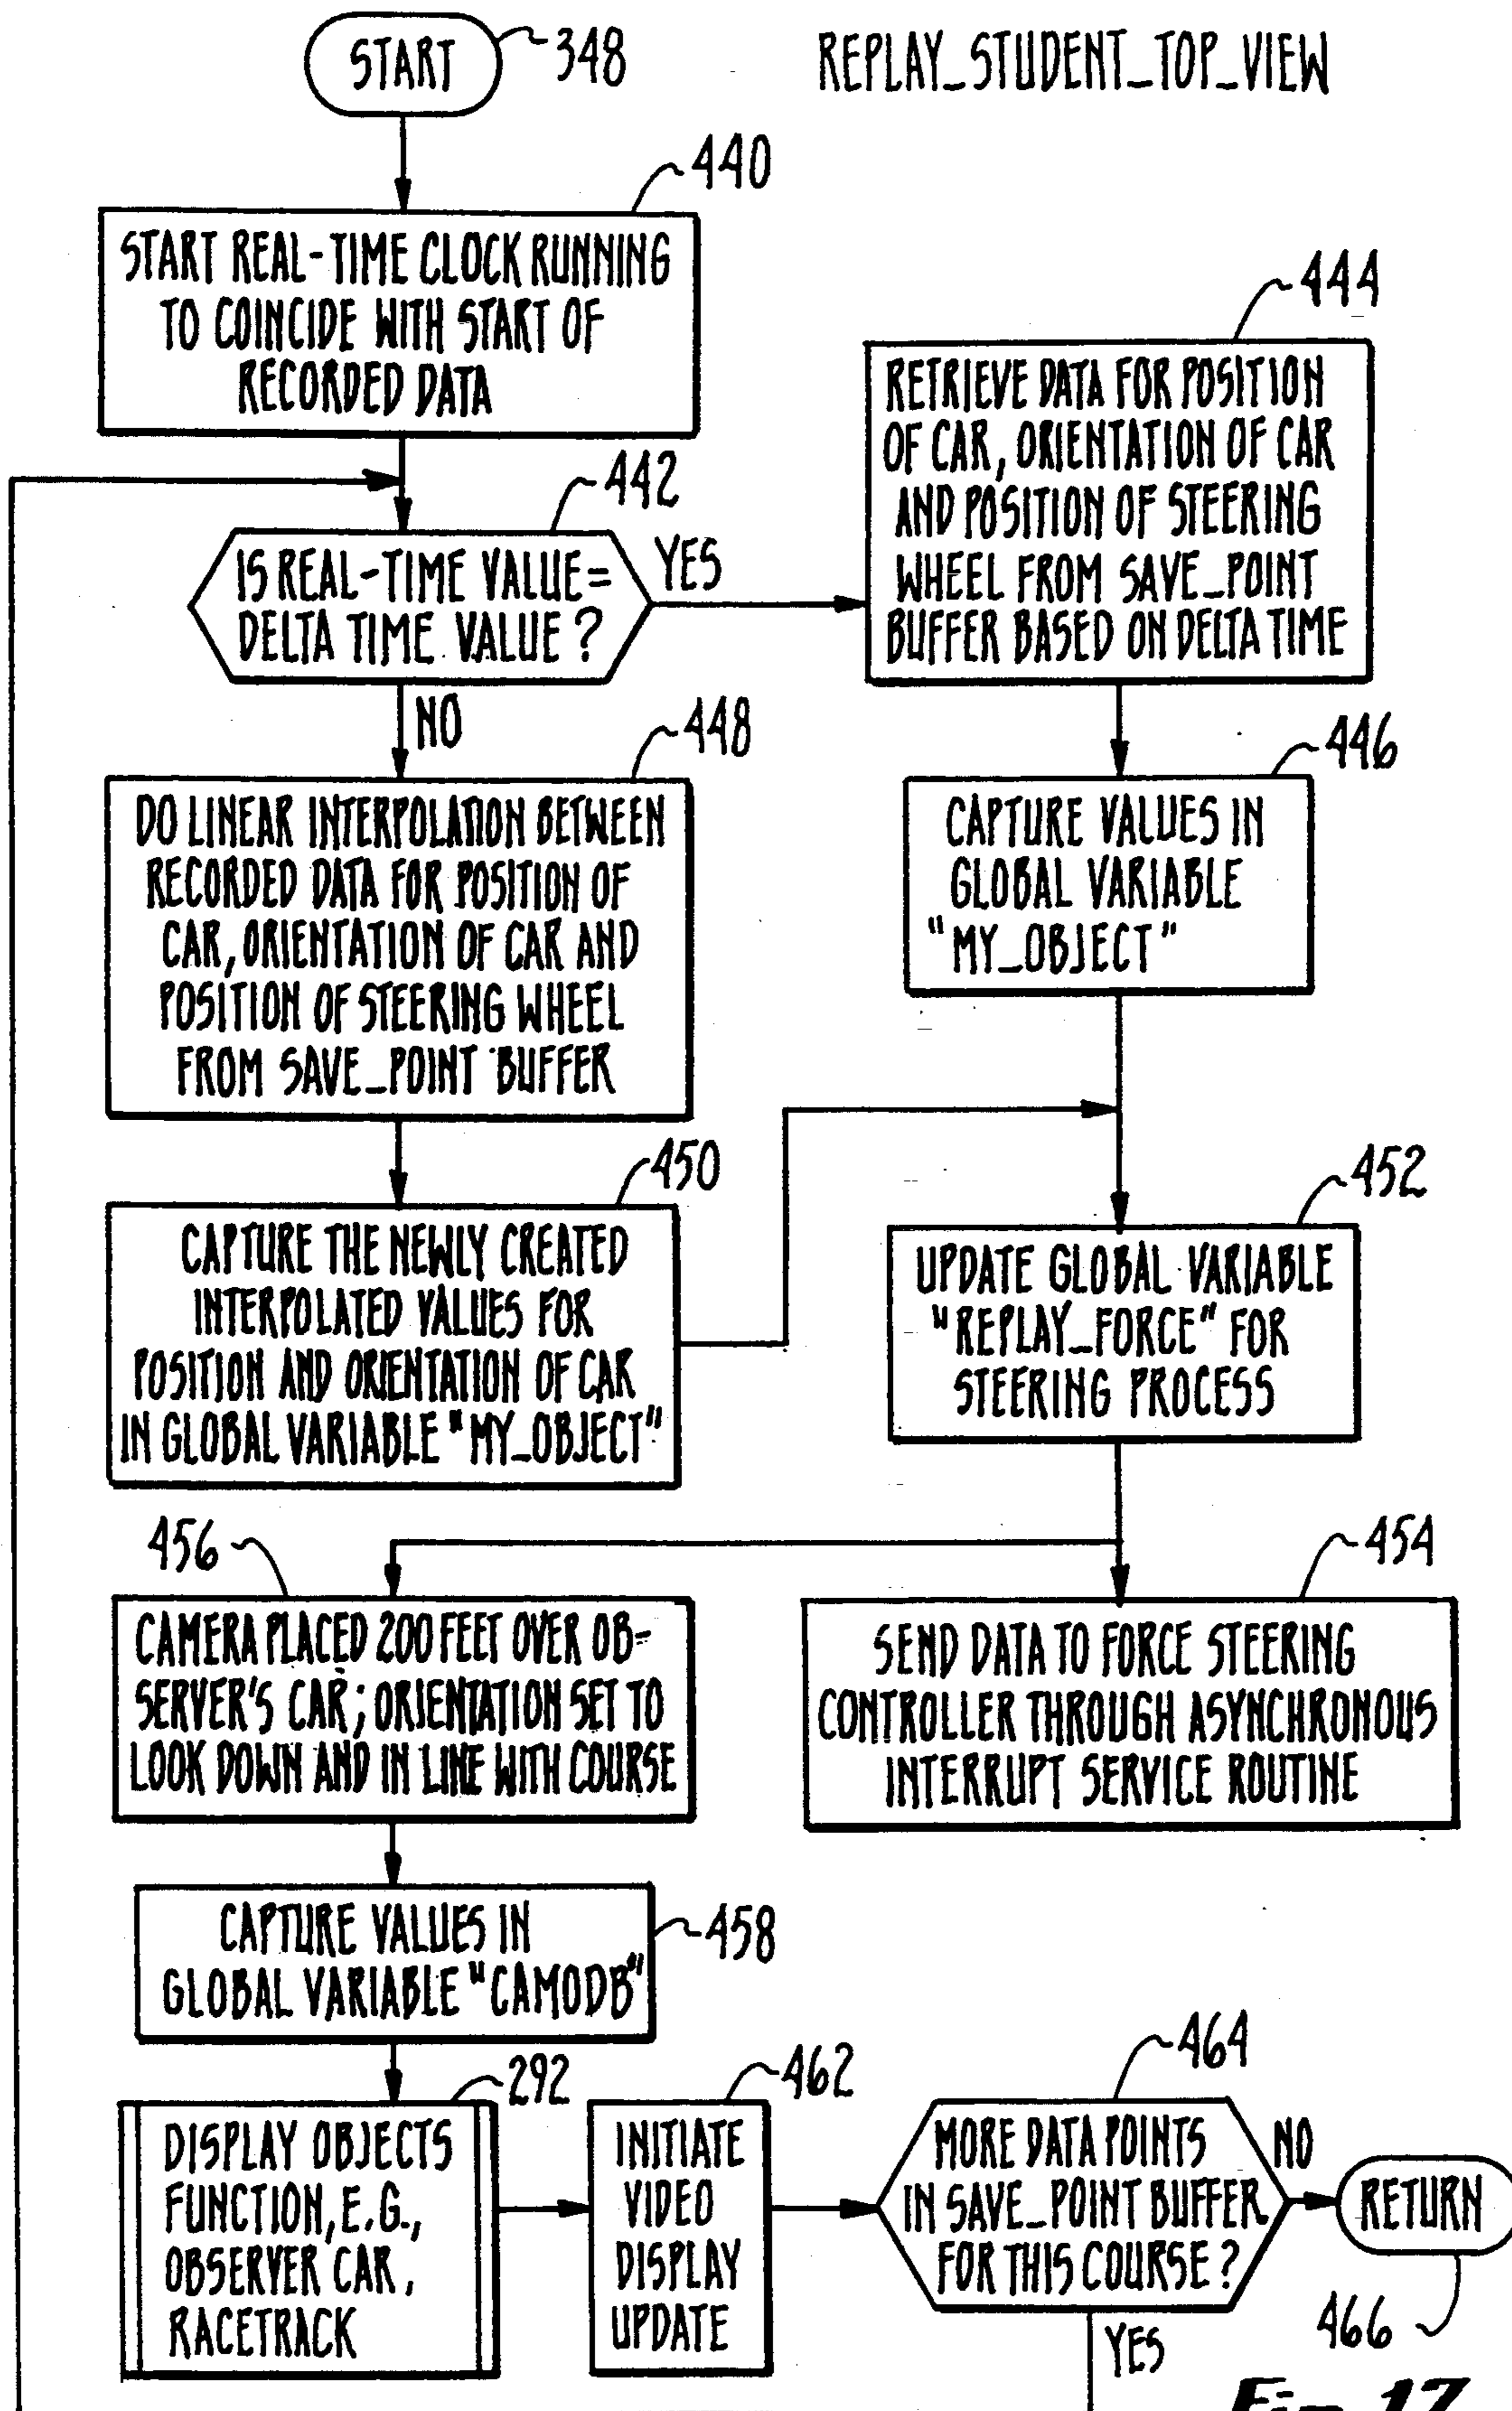 START
348
REPLAY_STUDENT_TOP_VIEW
440
START REAL-TIME CLOCK RUNNING
TO COINCIDE WITH START OF
RECORDED DATA
442
IS REAL-TIME VALUE=
DELTA TIME VALUE?
YES
NO
444
RETRIEVE DATA FOR POSITION
OF CAR, ORIENTATION OF CAR
AND POSITION OF STEERING
WHEEL FROM SAVE_POINT
BUFFER BASED ON DELTA TIME
446
CAPTURE VALUES IN
GLOBAL VARIABLE
"MY_OBJECT"
448
DO LINEAR INTERPOLATION BETWEEN
RECORDED DATA FOR POSITION OF
CAR, ORIENTATION OF CAR AND
POSITION OF STEERING WHEEL
FROM SAVE_POINT BUFFER
450
CAPTURE THE NEWLY CREATED
INTERPOLATED VALUES FOR
POSITION AND ORIENTATION OF CAR
IN GLOBAL VARIABLE "MY_OBJECT"
452
UPDATE GLOBAL VARIABLE
"REPLAY_FORCE" FOR
STEERING PROCESS
454
SEND DATA TO FORCE STEERING
CONTROLLER THROUGH ASYNCHRONOUS
INTERRUPT SERVICE ROUTINE
456
CAMERA PLACED 200 FEET OVER OB-
SERVER'S CAR; ORIENTATION SET TO
LOOK DOWN AND IN LINE WITH COURSE
458
CAPTURE VALUES IN
GLOBAL VARIABLE "CAMODB"
292
DISPLAY OBJECTS
FUNCTION, E.G.,
OBSERVER CAR,
RACETRACK
462
INITIATE
VIDEO
DISPLAY
UPDATE
464
MORE DATA POINTS
IN SAVE_POINT BUFFER
FOR THIS COURSE?
NO
YES
RETURN
466
Fig. 17